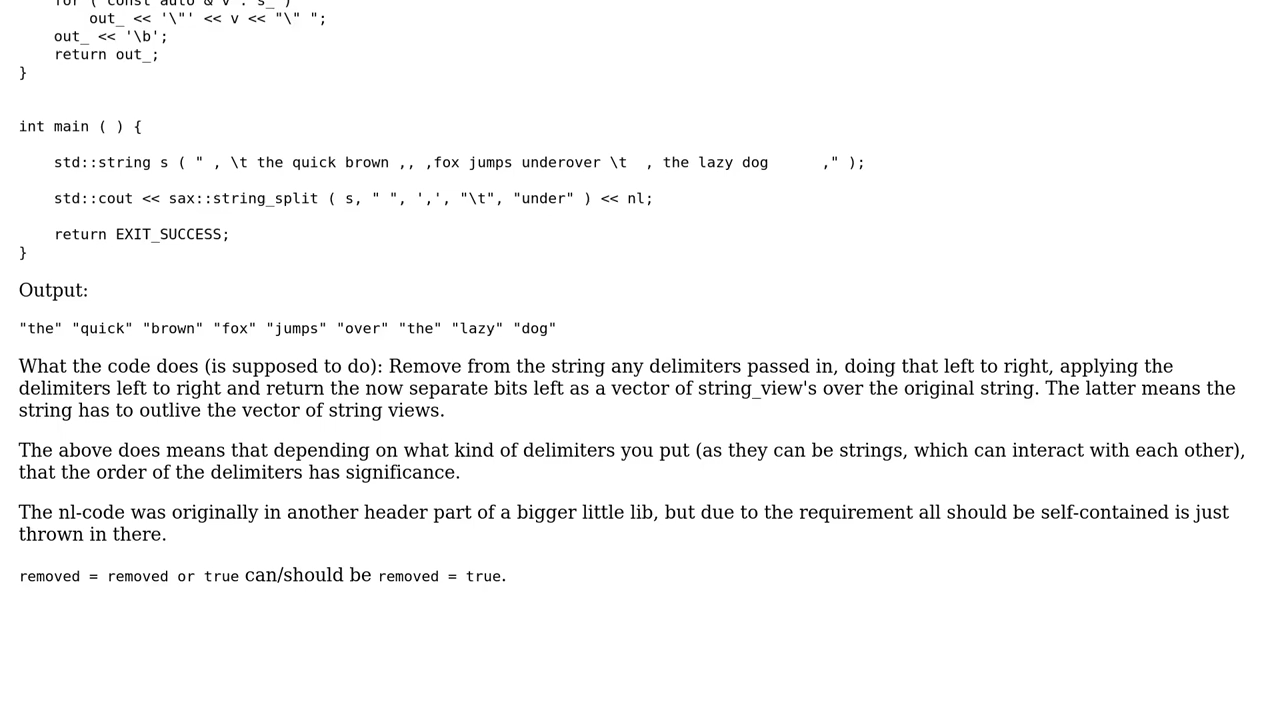 for ( const auto & v : s_ )
        out_ << '\"' << v << "\" ";
    out_ << '\b';
    return out_;
}
int main ( ) {
    std::string s ( " , \t the quick brown ,, ,fox jumps underover \t  , the lazy dog      ," );
    std::cout << sax::string_split ( s, " ", ',', "\t", "under" ) << nl;
    return EXIT_SUCCESS;
}
Output:
"the" "quick" "brown" "fox" "jumps" "over" "the" "lazy" "dog"
What the code does (is supposed to do): Remove from the string any delimiters passed in, doing that left to right, applying the
delimiters left to right and return the now separate bits left as a vector of string_view's over the original string. The latter means the
string has to outlive the vector of string views.
The above does means that depending on what kind of delimiters you put (as they can be strings, which can interact with each other),
that the order of the delimiters has significance.
The nl-code was originally in another header part of a bigger little lib, but due to the requirement all should be self-contained is just
thrown in there.
removed = removed or true can/should be removed = true.